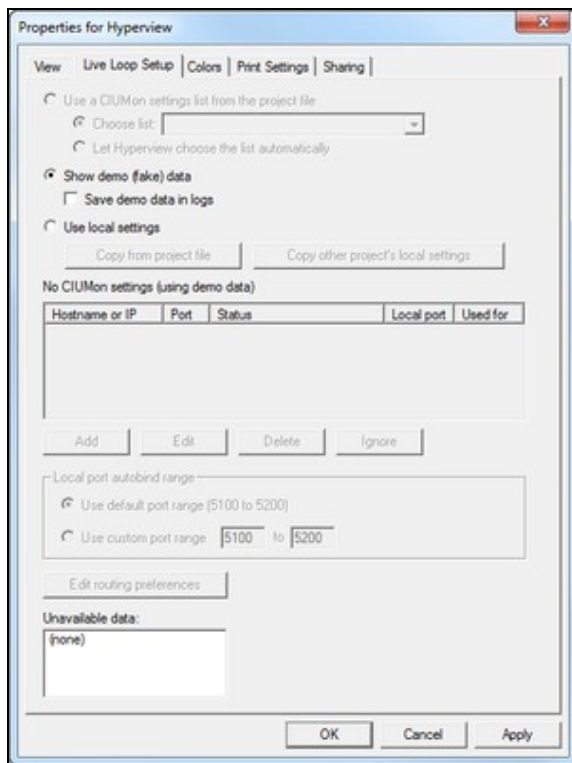 Properties for Hyperview
View Live Loop Setup Colors Print Settings Sharing
Use a CIUMon settings list from the project file
Choose list:
Let Hyperview choose the list automatically
Show demo (fake) data
Save demo data in logs
Use local settings
Copy from project file Copy other project's local settings
No CIUMon settings (using demo data)
Hostname or IP Port Status Local port Used for
Add Edit Delete Ignore
Local port autobind range
Use default port range (5100 to 5200)
Use custom port range 5100 to 5200
Edit routing preferences
Unavailable data:
(none)
OK Cancel Apply